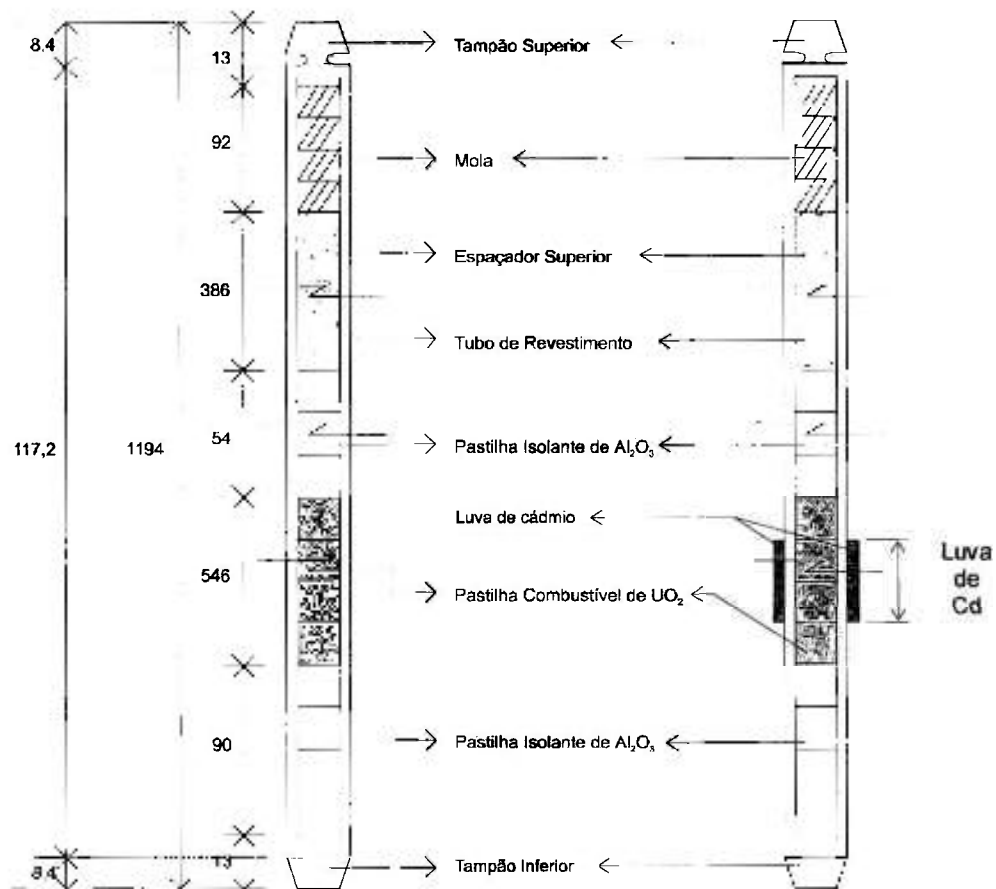 8.4
13
Tampão Superior
92
Mola
Espaçador Superior
386
Tubo de Revestimento
117,2
1194
54
Pastilha Isolante de Al₂O₃
Luva de cádmio
Luva
de
Cd
546
Pastilha Combustível de UO₂
90
Pastilha Isolante de Al₂O₃
13
Tampão Inferior
8.4